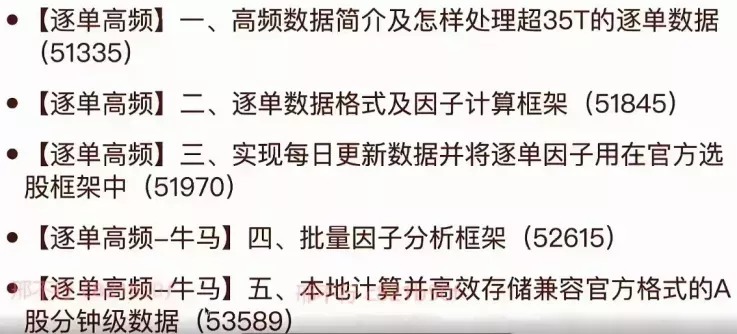 • 【逐单高频】一、高频数据简介及怎样处理超35T的逐单数据
（51335）
• 【逐单高频】二、逐单数据格式及因子计算框架（51845）
• 【逐单高频】三、实现每日更新数据并将逐单因子用在官方选
股框架中（51970）
• 【逐单高频-牛马】四、批量因子分析框架（52615）
• 【逐单高频-牛马】五、本地计算并高效存储兼容官方格式的A
股分钟级数据（53589）